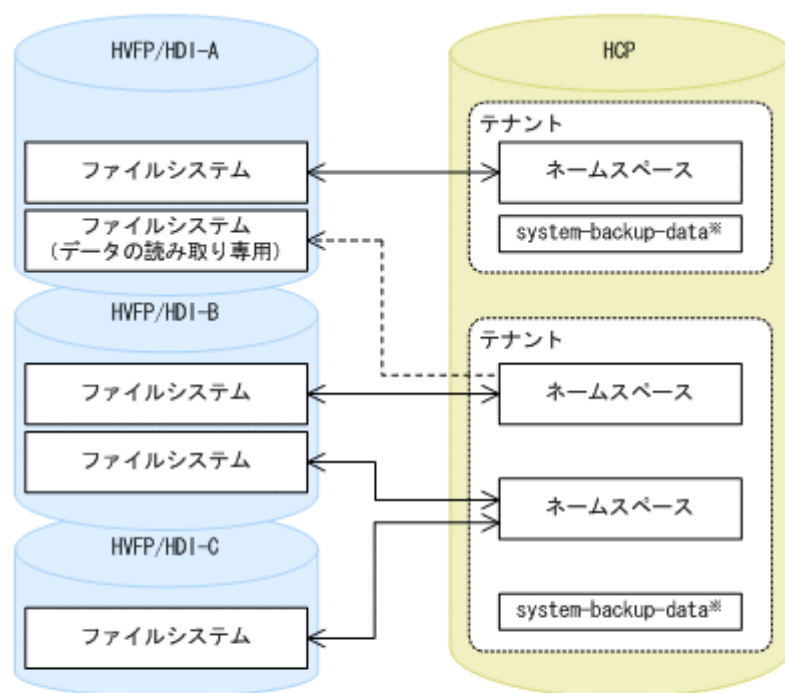 HVFP/HDI-A
ファイルシステム
ファイルシステム
(データの読み取り専用)
HVFP/HDI-B
ファイルシステム
ファイルシステム
HVFP/HDI-C
ファイルシステム
HCP
テナント
ネームスペース
system-backup-data※
テナント
ネームスペース
ネームスペース
system-backup-data※